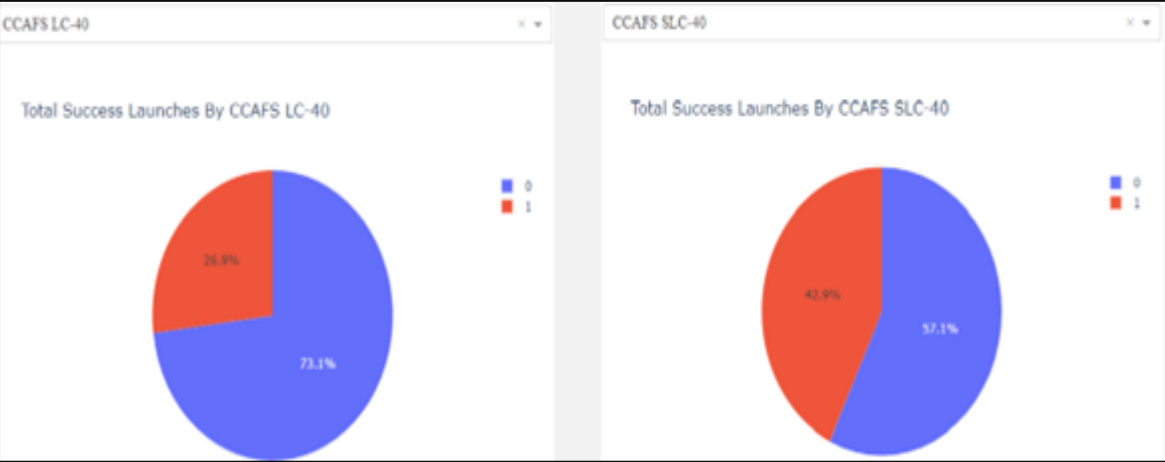 CCAFS LC-40
Total Success Launches By CCAFS LC-40
0
1
26.9%
73.1%
CCAFS SLC-40
Total Success Launches By CCAFS SLC-40
0
1
42.9%
57.1%